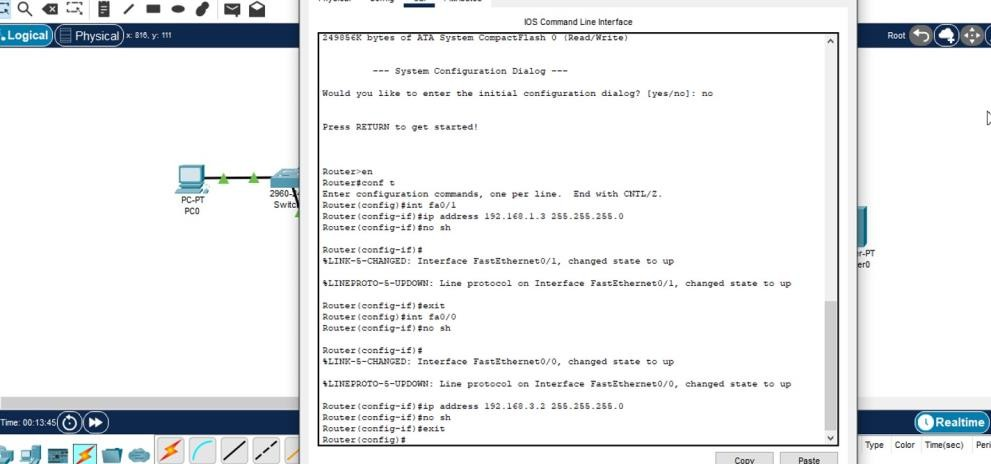 IOS Command Line Interface
Logical
Physical
x: 816, y: 111
Root
249856K bytes of ATA System CompactFlash 0 (Read/Write)
--- System Configuration Dialog ---
Would you like to enter the initial configuration dialog? [yes/no]: no
Press RETURN to get started!
Router>en
Router#conf t
Enter configuration commands, one per line.  End with CNTL/Z.
Router(config)#int fa0/1
Router(config-if)#ip address 192.168.1.3 255.255.255.0
Router(config-if)#no sh
Router(config-if)#
%LINK-5-CHANGED: Interface FastEthernet0/1, changed state to up
%LINEPROTO-5-UPDOWN: Line protocol on Interface FastEthernet0/1, changed state to up
Router(config-if)#exit
Router(config)#int fa0/0
Router(config-if)#no sh
Router(config-if)#
%LINK-5-CHANGED: Interface FastEthernet0/0, changed state to up
%LINEPROTO-5-UPDOWN: Line protocol on Interface FastEthernet0/0, changed state to up
Router(config-if)#ip address 192.168.3.2 255.255.255.0
Router(config-if)#no sh
Router(config-if)#exit
Router(config)#
PC-PT
PC0
2960-
Switc
r-PT
er0
Time: 00:13:45
Realtime
Type Color Time(sec) Peri
Copy
Paste